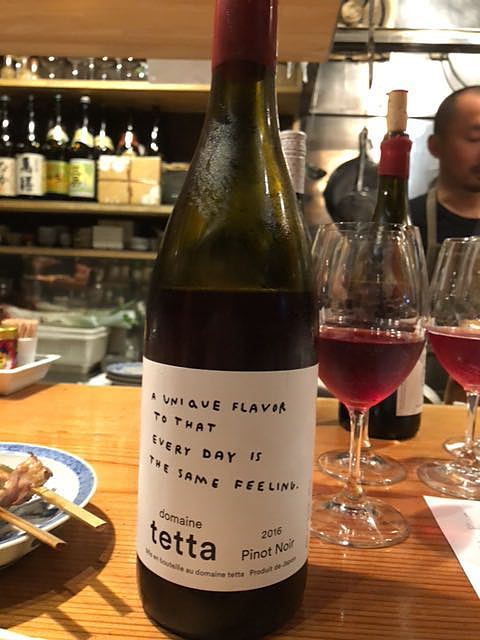 A UNIQUE FLAVOR
TO THAT
EVERY DAY IS
THE SAME FEELING.
domaine
tetta
2016
Pinot Noir
Mis en bouteille au domaine tetta Produit de Japon